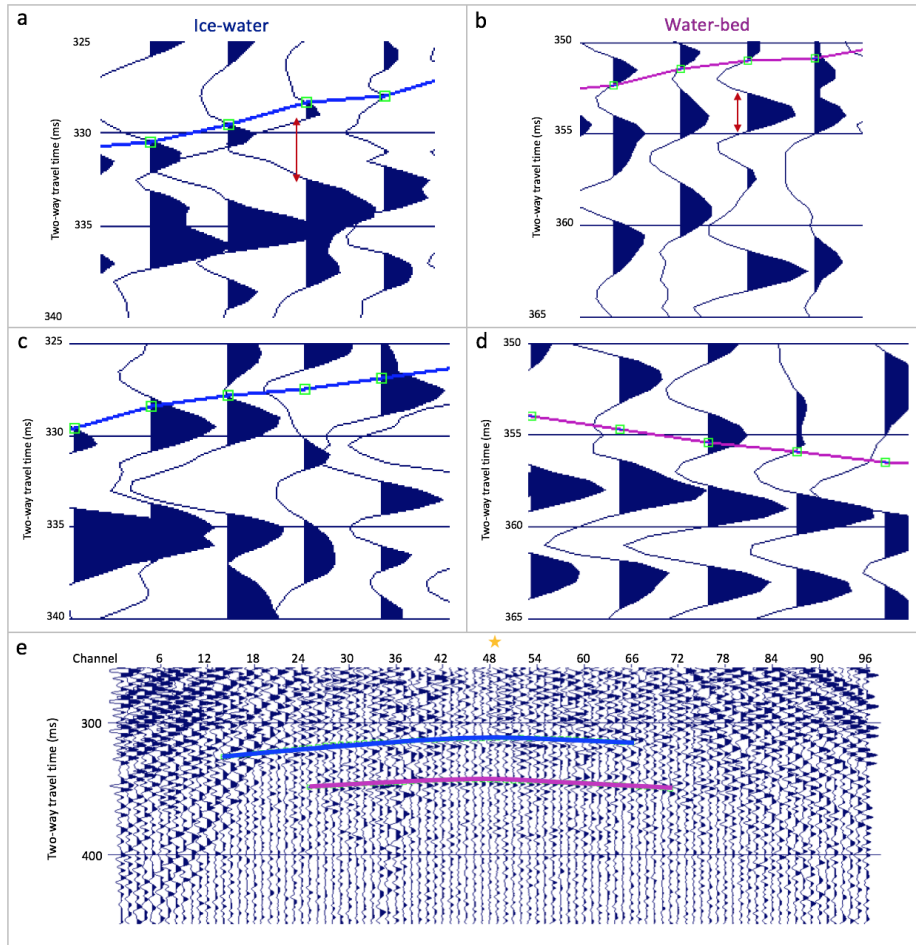 a
Ice-water
325
330
335
340
Two-way travel time (ms)
b
Water-bed
350
355
360
365
Two-way travel time (ms)
c
325
330
335
340
Two-way travel time (ms)
d
350
355
360
365
Two-way travel time (ms)
e
Channel 6 12 18 24 30 36 42 48 54 60 66 72 78 84 90 96
300
400
Two-way travel time (ms)